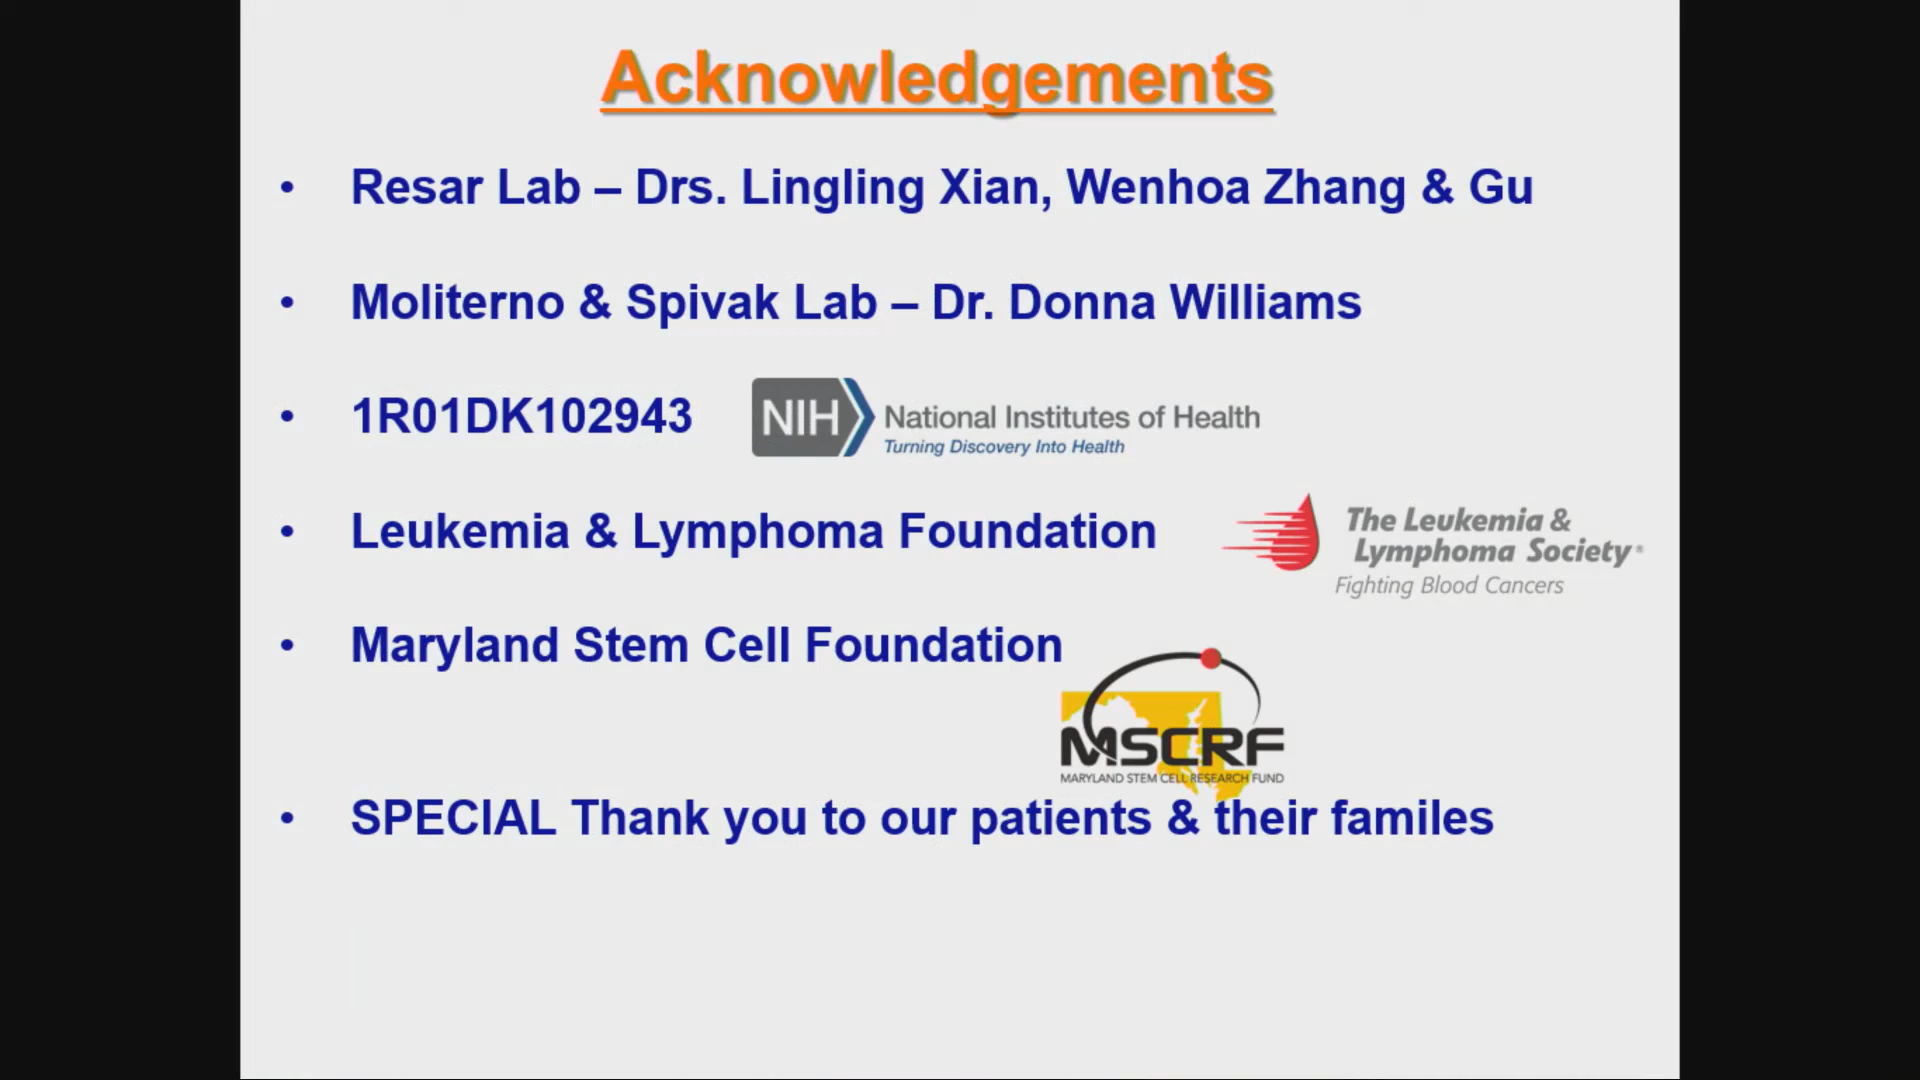 Acknowledgements
• Resar Lab – Drs. Lingling Xian, Wenhoa Zhang & Gu
• Moliterno & Spivak Lab – Dr. Donna Williams
• 1R01DK102943
NIH National Institutes of Health
Turning Discovery Into Health
• Leukemia & Lymphoma Foundation
The Leukemia &
Lymphoma Society®
Fighting Blood Cancers
• Maryland Stem Cell Foundation
MSCRF
MARYLAND STEM CELL RESEARCH FUND
• SPECIAL Thank you to our patients & their familes